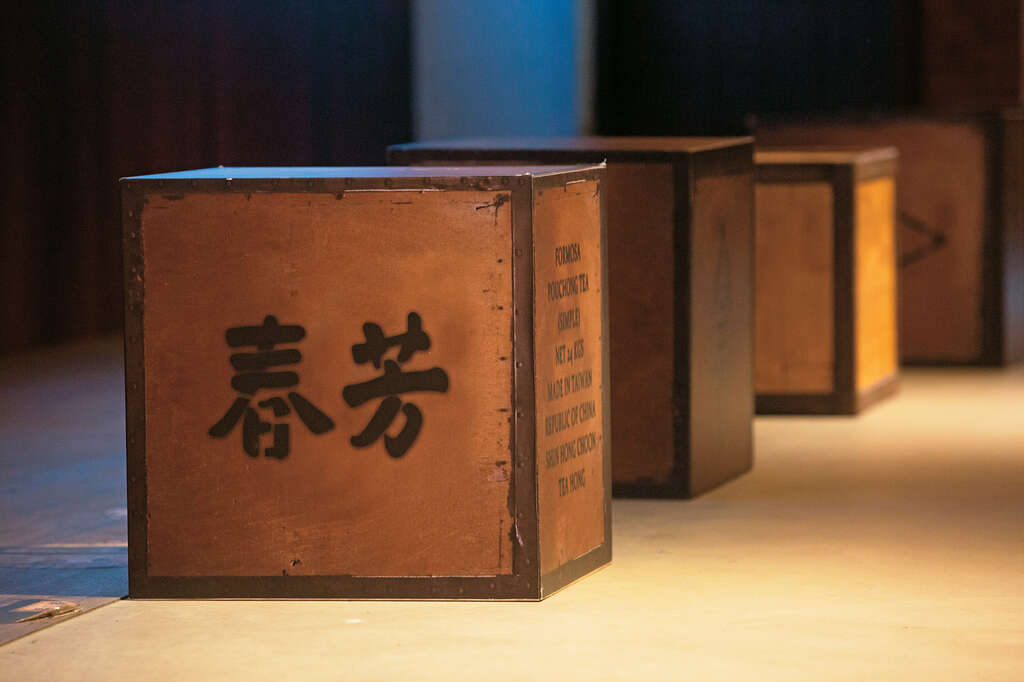 春芳
FORMOSA
POUCHONG TEA
(SIMPLE)
NET 24 KGS
MADE IN TAIWAN
REPUBLIC OF CHINA
SHIN HONG CHOON
TEA HONG